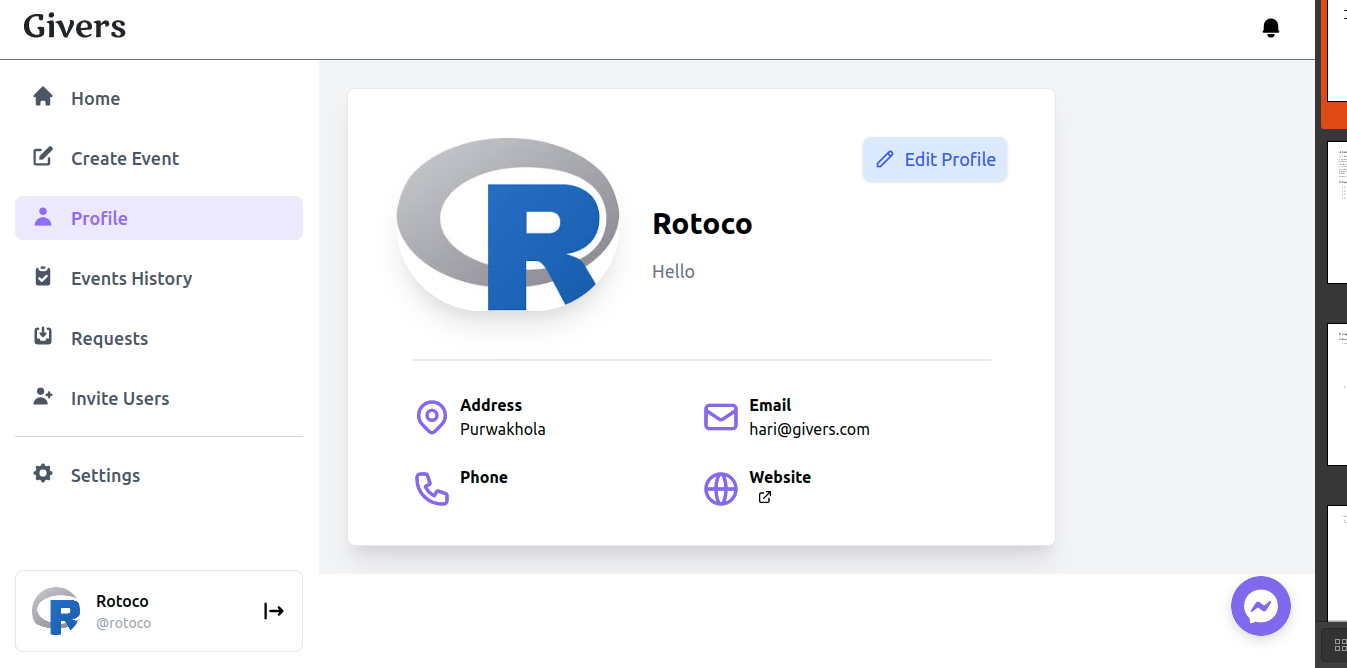 Givers
Home
Create Event
Profile
Events History
Requests
Invite Users
Settings
Rotoco
@rotoco
R
Edit Profile
Rotoco
Hello
Address
Purwakhola
Email
hari@givers.com
Phone
Website
R